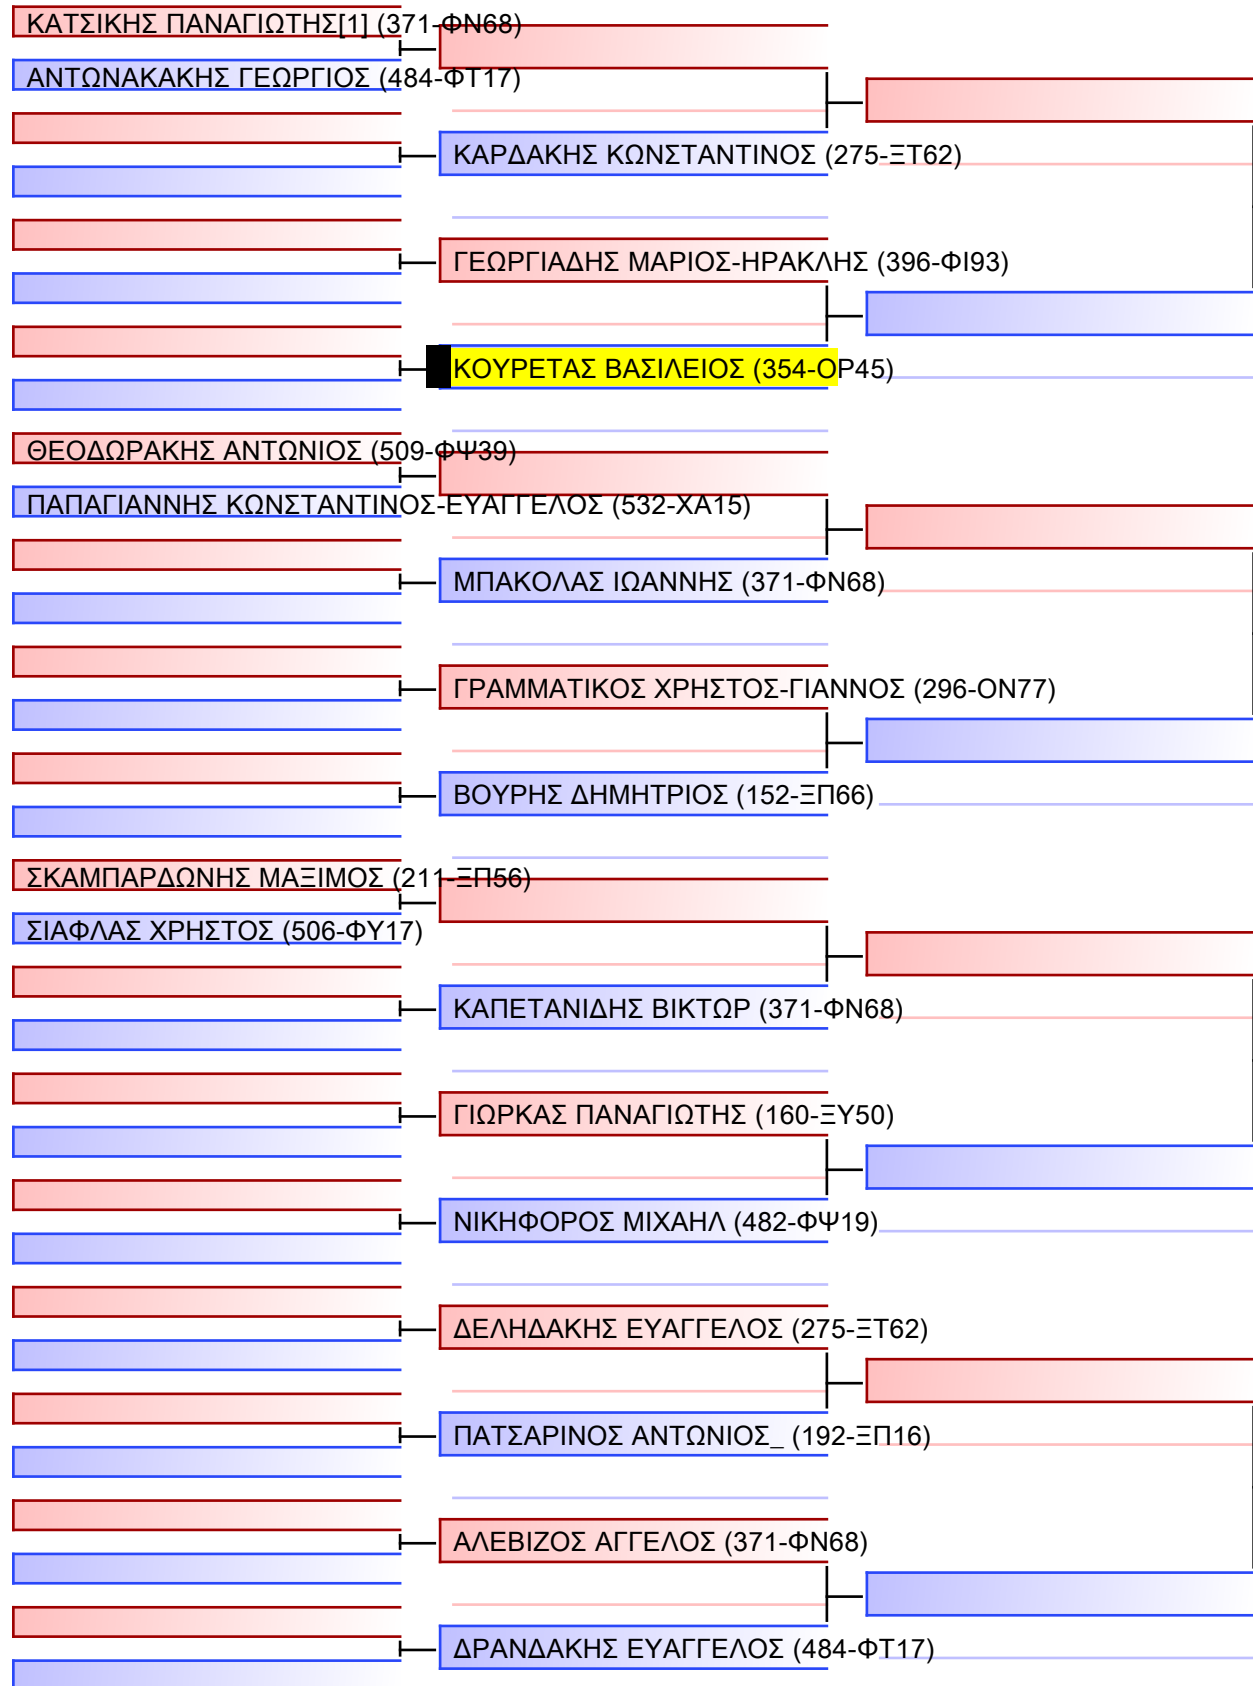 ΚΑΤΣΙΚΗΣ ΠΑΝΑΓΙΩΤΗΣ[1] (371-ΦΝ68)
ΑΝΤΩΝΑΚΑΚΗΣ ΓΕΩΡΓΙΟΣ (484-ΦΤ17)
ΚΑΡΔΑΚΗΣ ΚΩΝΣΤΑΝΤΙΝΟΣ (275-ΞΤ62)
ΓΕΩΡΓΙΑΔΗΣ ΜΑΡΙΟΣ-ΗΡΑΚΛΗΣ (396-ΦΙ93)
ΚΟΥΡΕΤΑΣ ΒΑΣΙΛΕΙΟΣ (354-ΟΡ45)
ΘΕΟΔΩΡΑΚΗΣ ΑΝΤΩΝΙΟΣ (509-ΦΨ39)
ΠΑΠΑΓΙΑΝΝΗΣ ΚΩΝΣΤΑΝΤΙΝΟΣ-ΕΥΑΓΓΕΛΟΣ (532-ΧΑ15)
ΜΠΑΚΟΛΑΣ ΙΩΑΝΝΗΣ (371-ΦΝ68)
ΓΡΑΜΜΑΤΙΚΟΣ ΧΡΗΣΤΟΣ-ΓΙΑΝΝΟΣ (296-ΟΝ77)
ΒΟΥΡΗΣ ΔΗΜΗΤΡΙΟΣ (152-ΞΠ66)
ΣΚΑΜΠΑΡΔΩΝΗΣ ΜΑΞΙΜΟΣ (211-ΞΠ56)
ΣΙΑΦΛΑΣ ΧΡΗΣΤΟΣ (506-ΦΥ17)
ΚΑΠΕΤΑΝΙΔΗΣ ΒΙΚΤΩΡ (371-ΦΝ68)
ΓΙΩΡΚΑΣ ΠΑΝΑΓΙΩΤΗΣ (160-ΞΥ50)
ΝΙΚΗΦΟΡΟΣ ΜΙΧΑΗΛ (482-ΦΨ19)
ΔΕΛΗΔΑΚΗΣ ΕΥΑΓΓΕΛΟΣ (275-ΞΤ62)
ΠΑΤΣΑΡΙΝΟΣ ΑΝΤΩΝΙΟΣ_ (192-ΞΠ16)
ΑΛΕΒΙΖΟΣ ΑΓΓΕΛΟΣ (371-ΦΝ68)
ΔΡΑΝΔΑΚΗΣ ΕΥΑΓΓΕΛΟΣ (484-ΦΤ17)